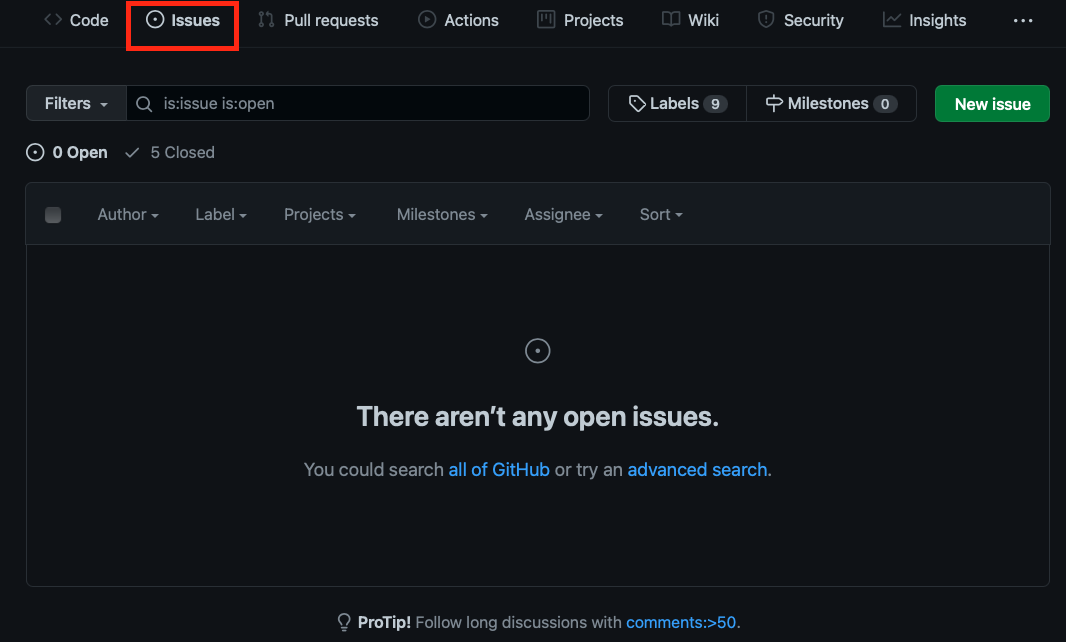 Code Issues Pull requests Actions Projects Wiki Security Insights ...
Filters is:issue is:open Labels 9 Milestones 0 New issue
0 Open 5 Closed
Author Label Projects Milestones Assignee Sort
There aren’t any open issues.
You could search all of GitHub or try an advanced search.
ProTip! Follow long discussions with comments:>50.